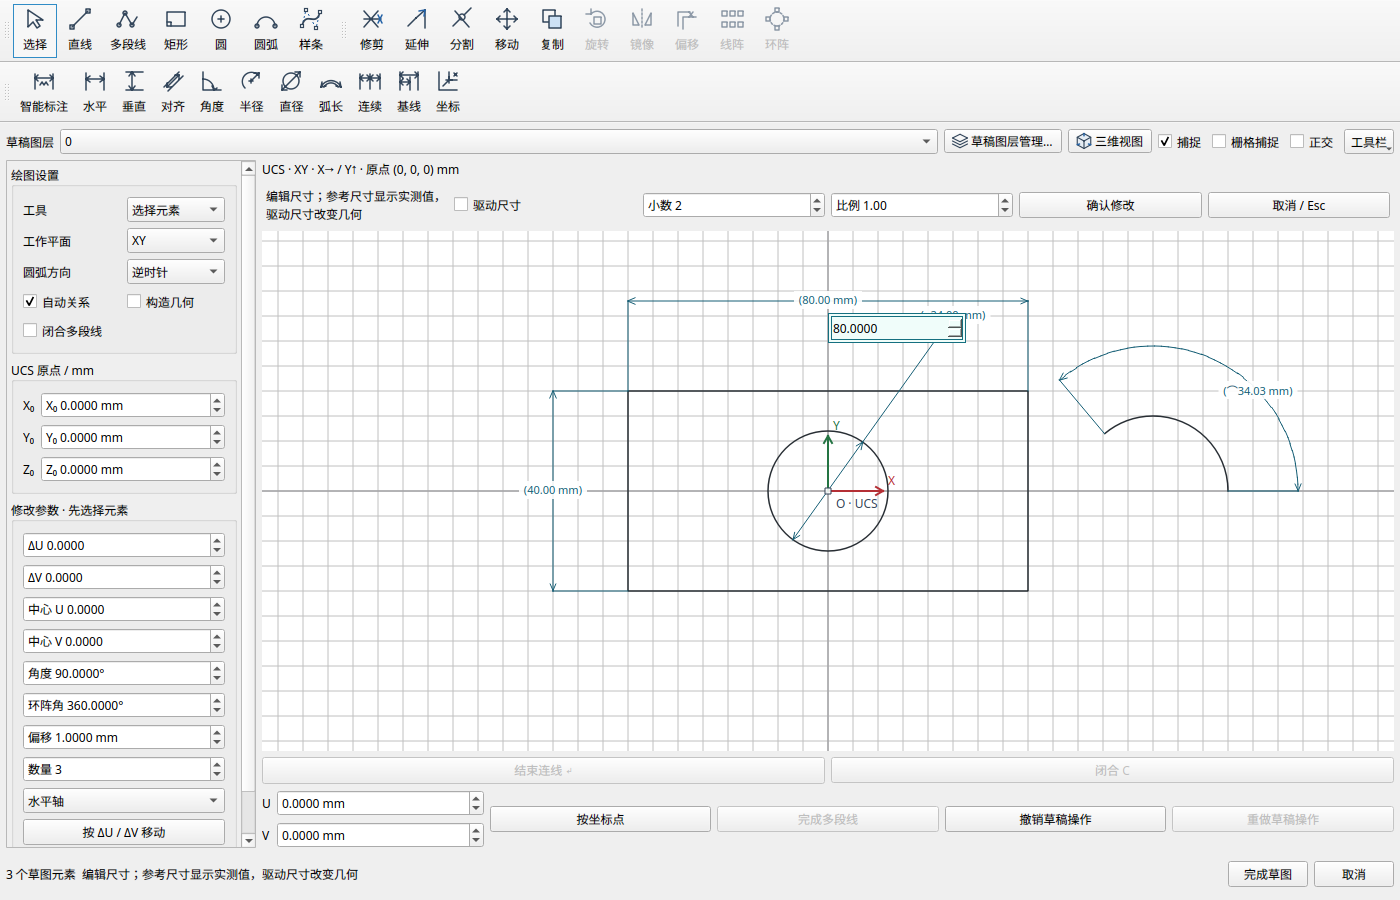 选择 直线 多段线 矩形 圆 圆弧 样条 修剪 延伸 分割 移动 复制 旋转 镜像 偏移 线阵 环阵
智能标注 水平 垂直 对齐 角度 半径 直径 弧长 连续 基线 坐标
草稿图层 0 草稿图层管理... 三维视图 捕捉 栅格捕捉 正交 工具栏
绘图设置
工具 选择元素
工作平面 XY
圆弧方向 逆时针
自动关系 构造几何
闭合多段线
UCS 原点 / mm
X₀ X₀ 0.0000 mm
Y₀ Y₀ 0.0000 mm
Z₀ Z₀ 0.0000 mm
修改参数 · 先选择元素
ΔU 0.0000
ΔV 0.0000
中心 U 0.0000
中心 V 0.0000
角度 90.0000°
环阵角 360.0000°
偏移 1.0000 mm
数量 3
水平轴
按 ΔU / ΔV 移动
UCS · XY · X→ / Y↑ · 原点 (0, 0, 0) mm
编辑尺寸；参考尺寸显示实测值，
驱动尺寸改变几何
驱动尺寸 小数 2 比例 1.00 确认修改 取消 / Esc
(80.00 mm)
mm)
80.0000
(⌒34.03 mm)
Y
(40.00 mm)
X
O · UCS
结束连线 ↲ 闭合 C
U 0.0000 mm
V 0.0000 mm
按坐标点 完成多段线 撤销草稿操作 重做草稿操作
3 个草图元素 编辑尺寸；参考尺寸显示实测值，驱动尺寸改变几何
完成草图 取消